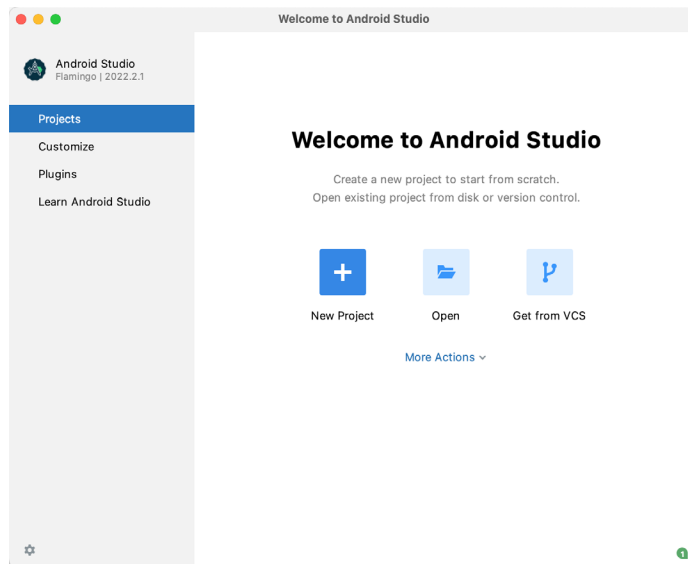 Welcome to Android Studio
Android Studio
Flamingo | 2022.2.1
Projects
Customize
Plugins
Learn Android Studio
Welcome to Android Studio
Create a new project to start from scratch.
Open existing project from disk or version control.
New Project
Open
Get from VCS
More Actions
1